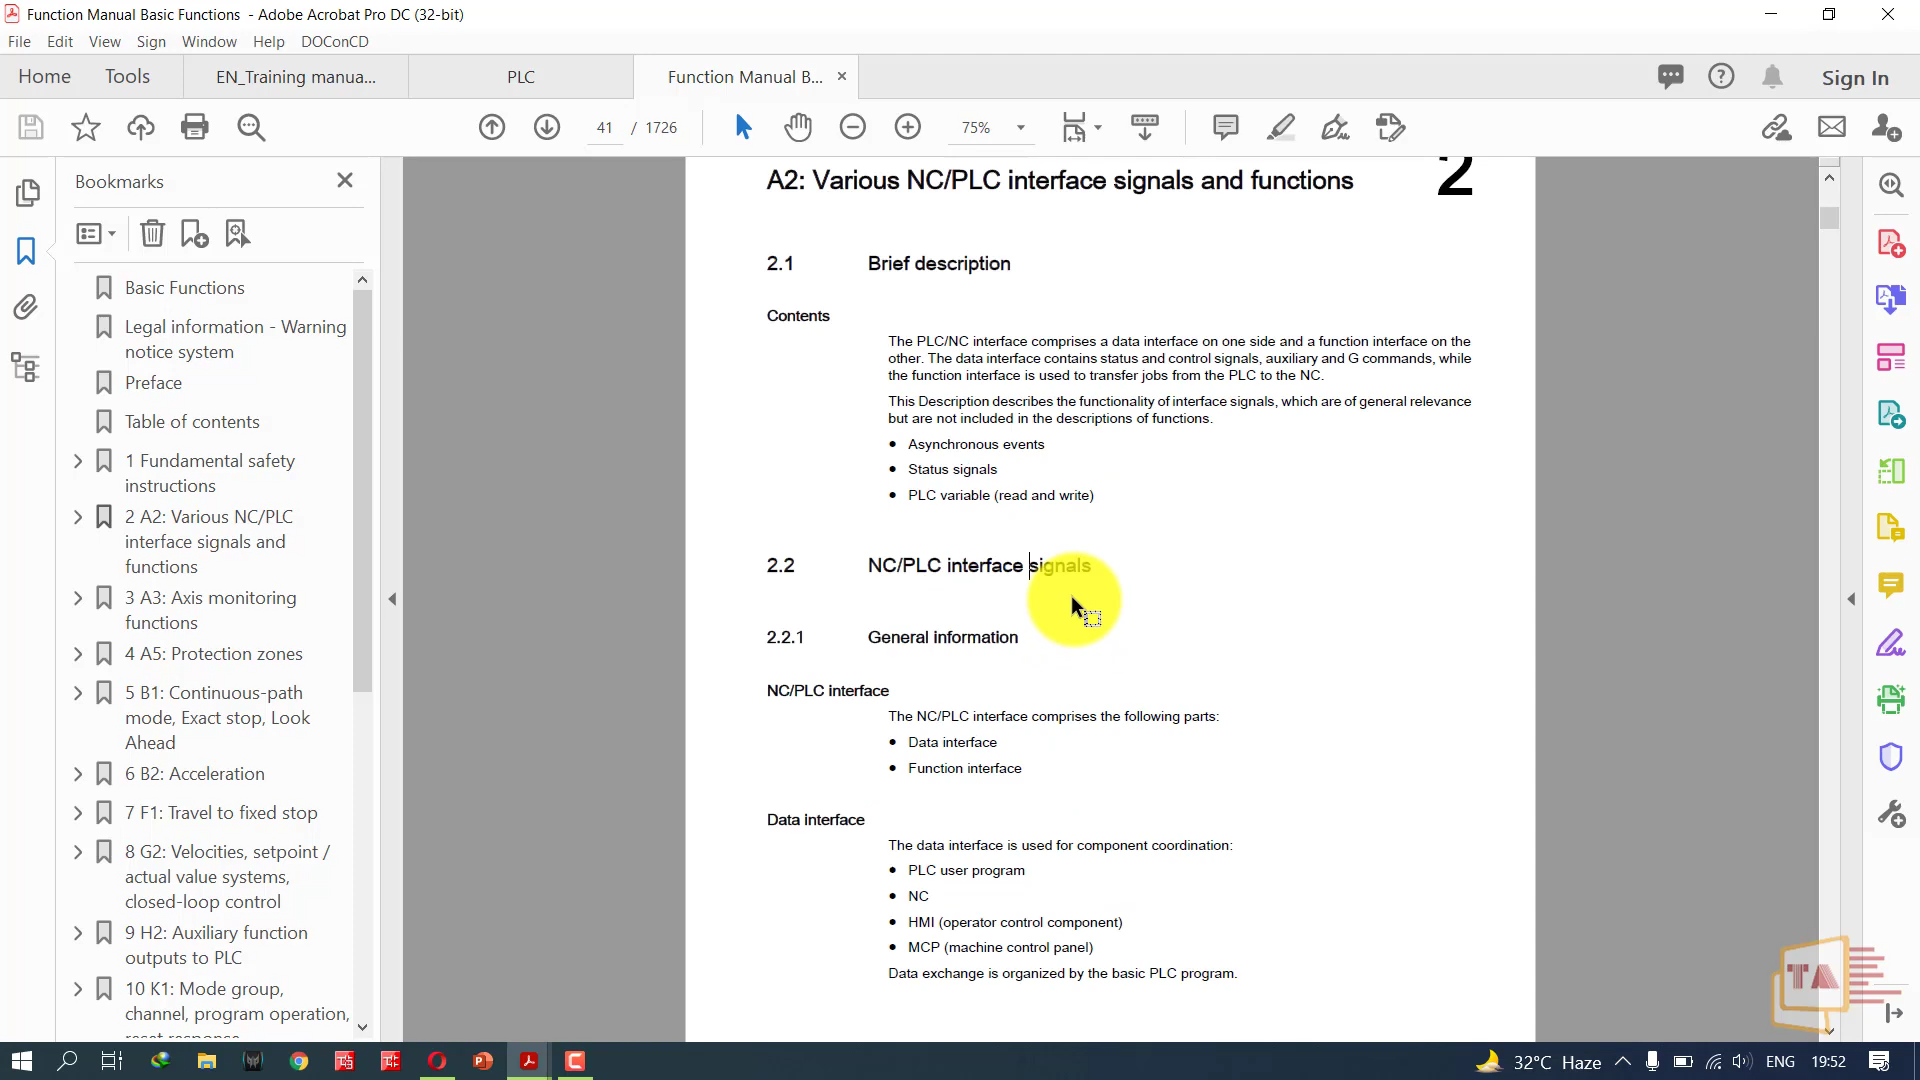 Function Manual Basic Functions - Adobe Acrobat Pro DC (32-bit)
File Edit View Sign Window Help DOConCD
Home Tools EN_Training manua... PLC Function Manual B... Sign In
41 / 1726 75%
Bookmarks
Basic Functions
Legal information - Warning
notice system
Preface
Table of contents
1 Fundamental safety
instructions
2 A2: Various NC/PLC
interface signals and
functions
3 A3: Axis monitoring
functions
4 A5: Protection zones
5 B1: Continuous-path
mode, Exact stop, Look
Ahead
6 B2: Acceleration
7 F1: Travel to fixed stop
8 G2: Velocities, setpoint /
actual value systems,
closed-loop control
9 H2: Auxiliary function
outputs to PLC
10 K1: Mode group,
channel, program operation,
reset response
A2: Various NC/PLC interface signals and functions 2
2.1 Brief description
Contents
The PLC/NC interface comprises a data interface on one side and a function interface on the
other. The data interface contains status and control signals, auxiliary and G commands, while
the function interface is used to transfer jobs from the PLC to the NC.
This Description describes the functionality of interface signals, which are of general relevance
but are not included in the descriptions of functions.
• Asynchronous events
• Status signals
• PLC variable (read and write)
2.2 NC/PLC interface signals
2.2.1 General information
NC/PLC interface
The NC/PLC interface comprises the following parts:
• Data interface
• Function interface
Data interface
The data interface is used for component coordination:
• PLC user program
• NC
• HMI (operator control component)
• MCP (machine control panel)
Data exchange is organized by the basic PLC program.
TA
32°C Haze ENG 19:52